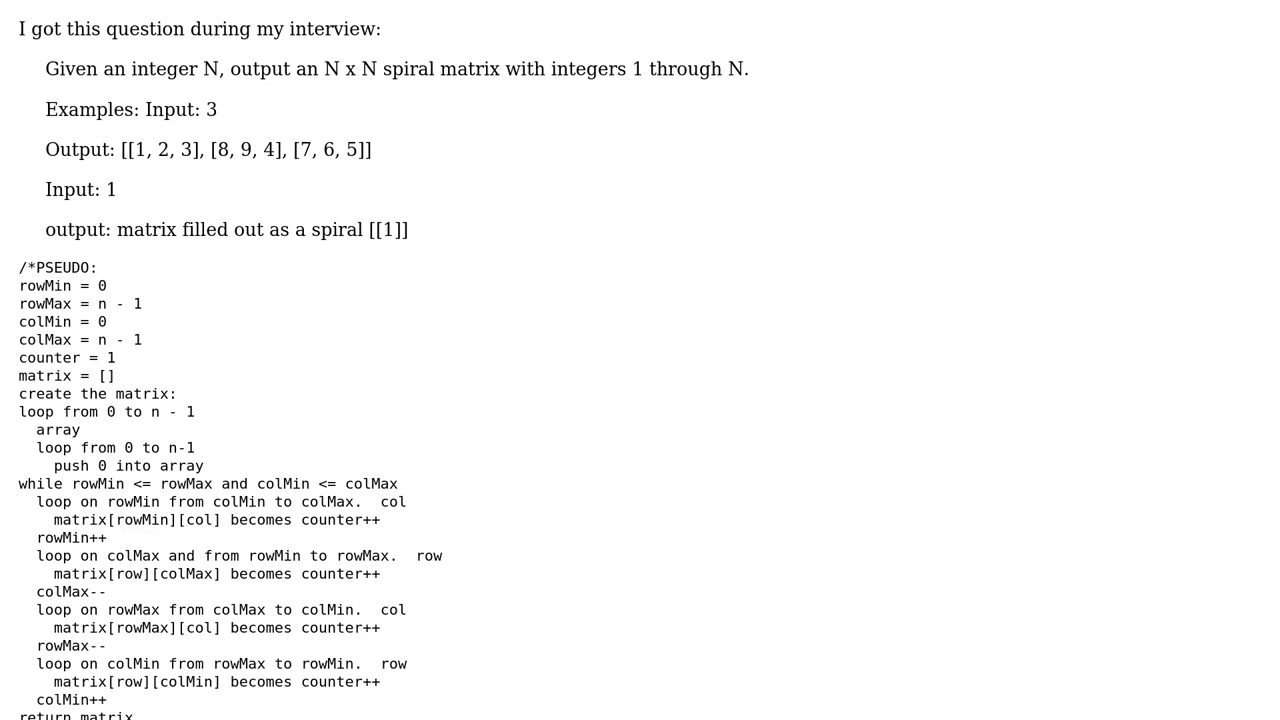 I got this question during my interview:
Given an integer N, output an N x N spiral matrix with integers 1 through N.
Examples: Input: 3
Output: [[1, 2, 3], [8, 9, 4], [7, 6, 5]]
Input: 1
output: matrix filled out as a spiral [[1]]
/*PSEUDO:
rowMin = 0
rowMax = n - 1
colMin = 0
colMax = n - 1
counter = 1
matrix = []
create the matrix:
loop from 0 to n - 1
  array
  loop from 0 to n-1
    push 0 into array
while rowMin <= rowMax and colMin <= colMax
  loop on rowMin from colMin to colMax.  col
    matrix[rowMin][col] becomes counter++
  rowMin++
  loop on colMax and from rowMin to rowMax.  row
    matrix[row][colMax] becomes counter++
  colMax--
  loop on rowMax from colMax to colMin.  col
    matrix[rowMax][col] becomes counter++
  rowMax--
  loop on colMin from rowMax to rowMin.  row
    matrix[row][colMin] becomes counter++
  colMin++
return matrix